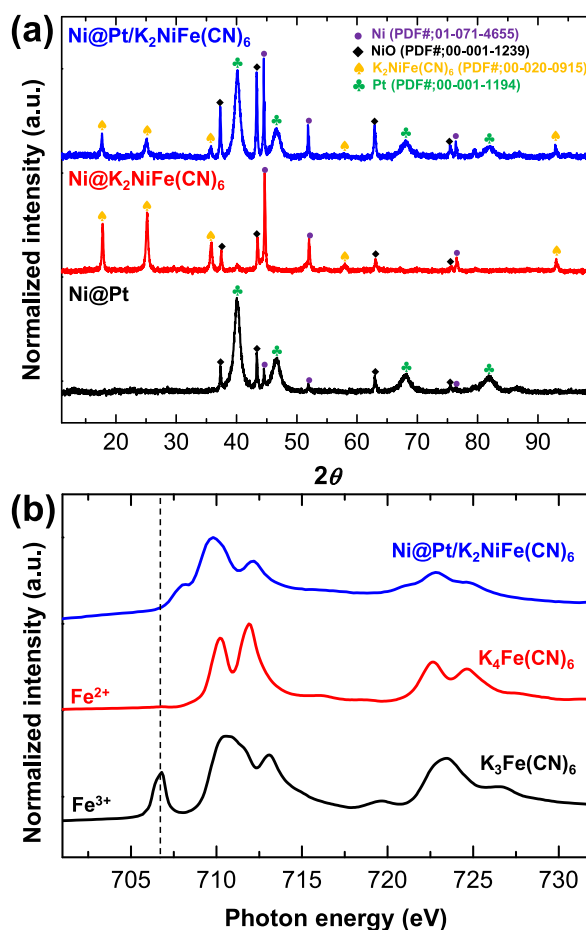 (a)
Ni@Pt/K₂NiFe(CN)₆
● Ni (PDF#;01-071-4655)
◆ NiO (PDF#;00-001-1239)
♠ K₂NiFe(CN)₆ (PDF#;00-020-0915)
♣ Pt (PDF#;00-001-1194)
Ni@K₂NiFe(CN)₆
Ni@Pt
Normalized intensity (a.u.)
20 30 40 50 60 70 80 90
2θ
(b)
Ni@Pt/K₂NiFe(CN)₆
K₄Fe(CN)₆
Fe²⁺
K₃Fe(CN)₆
Fe³⁺
Normalized intensity (a.u.)
705 710 715 720 725 730
Photon energy (eV)